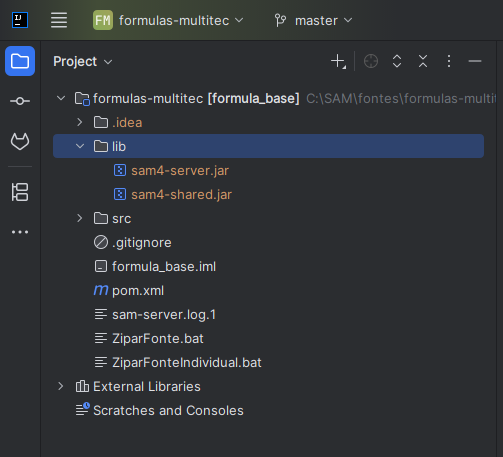 IJ FM formulas-multitec master
Project
formulas-multitec [formula_base] C:\SAM\fontes\formulas-multit
.idea
lib
sam4-server.jar
sam4-shared.jar
src
.gitignore
formula_base.iml
m pom.xml
sam-server.log.1
ZiparFonte.bat
ZiparFonteIndividual.bat
External Libraries
Scratches and Consoles